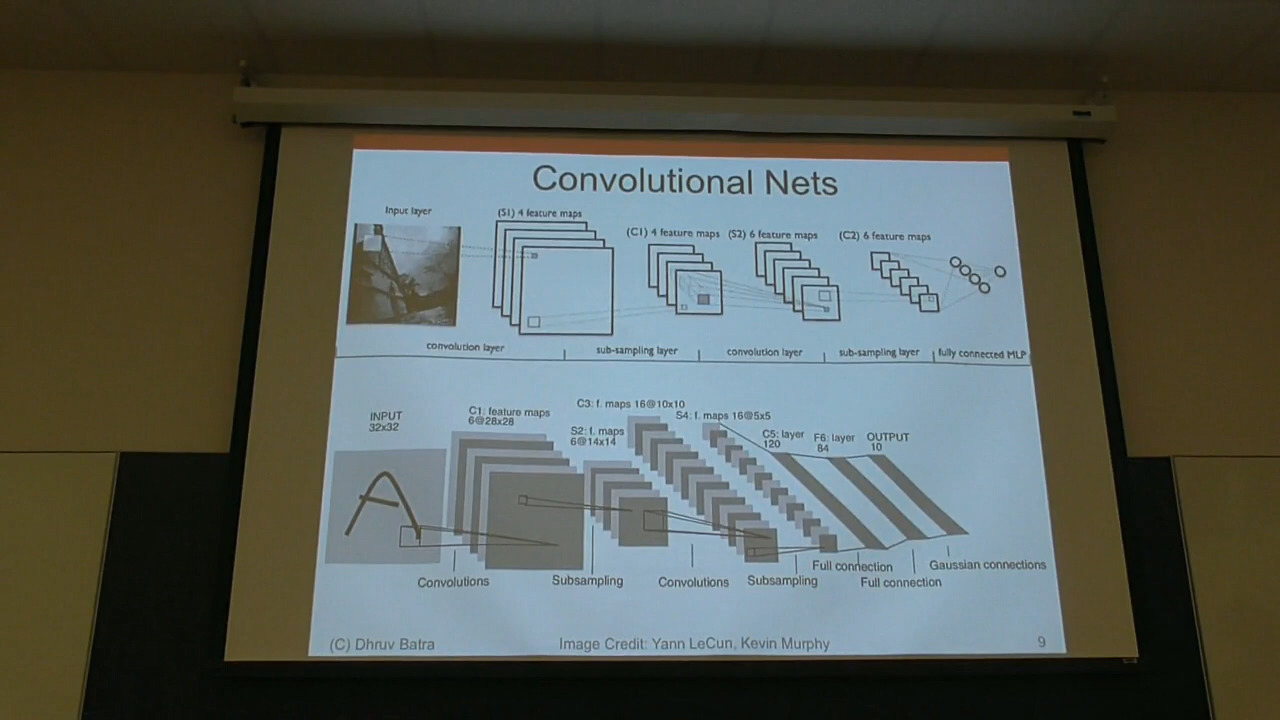 Convolutional Nets
Input layer
(S1) 4 feature maps
(C1) 4 feature maps
(S2) 6 feature maps
(C2) 6 feature maps
convolution layer
sub-sampling layer
convolution layer
sub-sampling layer
fully connected MLP
INPUT
32x32
C1: feature maps
6@28x28
S2: f. maps
6@14x14
C3: f. maps 16@10x10
S4: f. maps 16@5x5
C5: layer
120
F6: layer
84
OUTPUT
10
Convolutions
Subsampling
Convolutions
Subsampling
Full connection
Full connection
Gaussian connections
(C) Dhruv Batra
Image Credit: Yann LeCun, Kevin Murphy
9